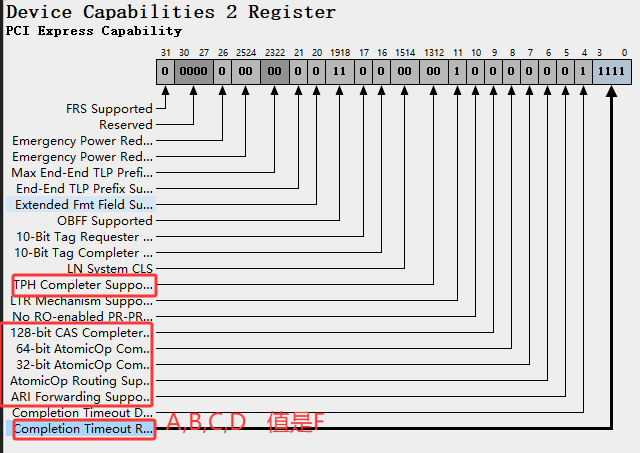 Device Capabilities 2 Register
PCI Express Capability
31 30 27 26 2524 2322 21 20 1918 17 16 1514 1312 11 10 9 8 7 6 5 4 3 0
0 0000 0 00 00 0 0 11 0 0 00 00 1 0 0 0 0 0 0 1 1111
FRS Supported
Reserved
Emergency Power Red...
Emergency Power Red...
Max End-End TLP Prefi...
End-End TLP Prefix Su...
Extended Fmt Field Su...
OBFF Supported
10-Bit Tag Requester ...
10-Bit Tag Completer ...
LN System CLS
TPH Completer Suppo...
LTR Mechanism Suppo...
No RO-enabled PR-PR...
128-bit CAS Completer...
64-bit AtomicOp Com...
32-bit AtomicOp Com...
AtomicOp Routing Sup...
ARI Forwarding Suppo...
Completion Timeout D...
Completion Timeout R... A,B,C,D 值是F